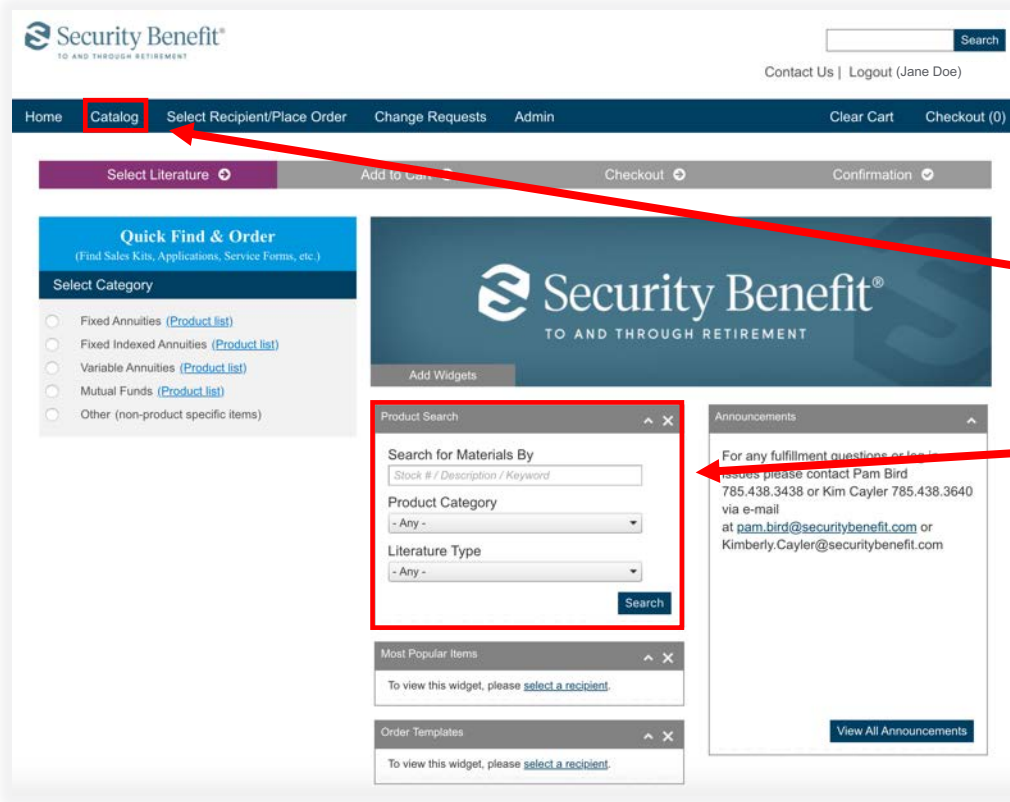 Security Benefit®
TO AND THROUGH RETIREMENT
Search
Contact Us | Logout (Jane Doe)
Home Catalog Select Recipient/Place Order Change Requests Admin Clear Cart Checkout (0)
Select Literature Add to Cart Checkout Confirmation
Quick Find & Order
(Find Sales Kits, Applications, Service Forms, etc.)
Select Category
Fixed Annuities (Product list)
Fixed Indexed Annuities (Product list)
Variable Annuities (Product list)
Mutual Funds (Product list)
Other (non-product specific items)
Security Benefit®
TO AND THROUGH RETIREMENT
Add Widgets
Product Search
Search for Materials By
Stock # / Description / Keyword
Product Category
- Any -
Literature Type
- Any -
Search
Most Popular Items
To view this widget, please select a recipient.
Order Templates
To view this widget, please select a recipient.
Announcements
For any fulfillment questions or log in
issues please contact Pam Bird
785.438.3438 or Kim Cayler 785.438.3640
via e-mail
at pam.bird@securitybenefit.com or
Kimberly.Cayler@securitybenefit.com
View All Announcements